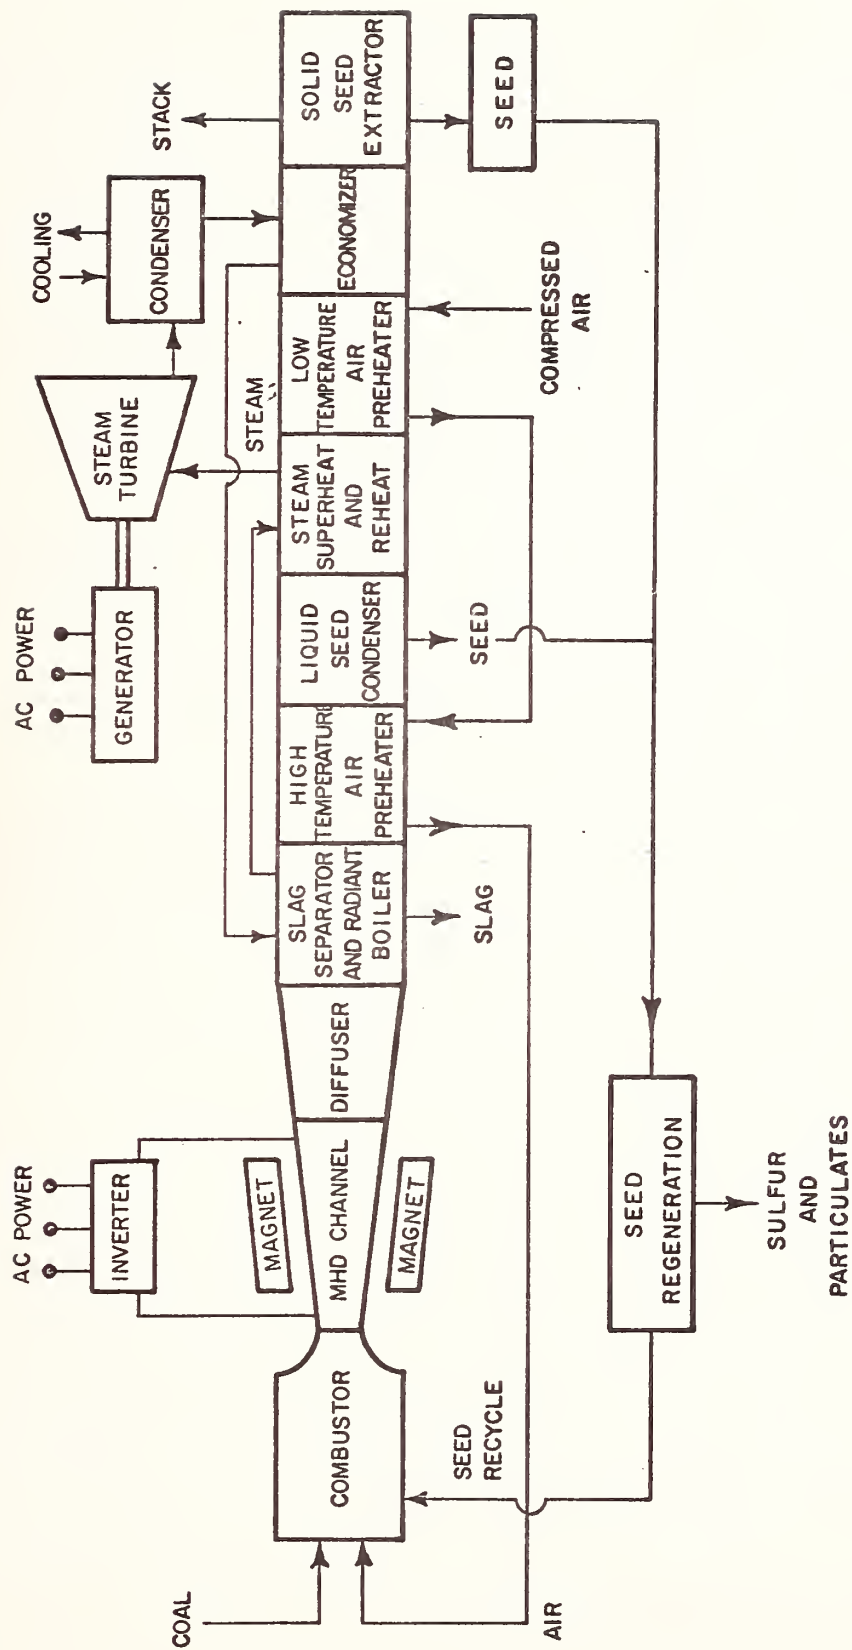 AC POWER
INVERTER
MAGNET
MAGNET
COAL
AIR
COMBUSTOR
MHD CHANNEL
DIFFUSER
SLAG
SEPARATOR
AND RADIANT
BOILER
HIGH
TEMPERATURE
AIR
PREHEATER
LIQUID
SEED
CONDENSER
STEAM
SUPERHEAT
AND
REHEAT
LOW
TEMPERATURE
AIR
PREHEATER
ECONOMIZER
SOLID
SEED
EXTRACTOR
AC POWER
GENERATOR
STEAM
TURBINE
STEAM
COOLING
CONDENSER
STACK
SEED
RECYCLE
SLAG
SEED
COMPRESSED
AIR
SEED
SEED
REGENERATION
SULFUR
AND
PARTICULATES